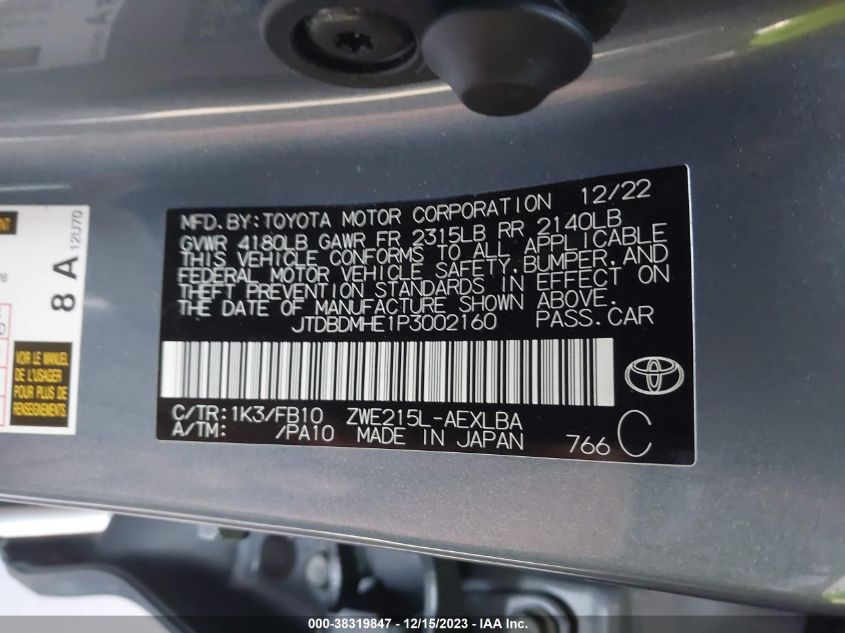 MFD. BY: TOYOTA MOTOR CORPORATION 12/22
GVWR 4180LB GAWR FR 2315LB RR 2140LB
THIS VEHICLE CONFORMS TO ALL APPLICABLE
FEDERAL MOTOR VEHICLE SAFETY, BUMPER, AND
THEFT PREVENTION STANDARDS IN EFFECT ON
THE DATE OF MANUFACTURE SHOWN ABOVE.
JTDBDMHE1P3002160 PASS. CAR
C/TR: 1K3/FB10 ZWE215L-AEXLBA
A/TM: /PA10 MADE IN JAPAN 766 C
8 A 12U70
VOIR LE MANUEL
DE L'USAGER
POUR PLUS DE
RENSEIGNEMENTS
000-38319847 / 12/15/2023 - IAAI.com